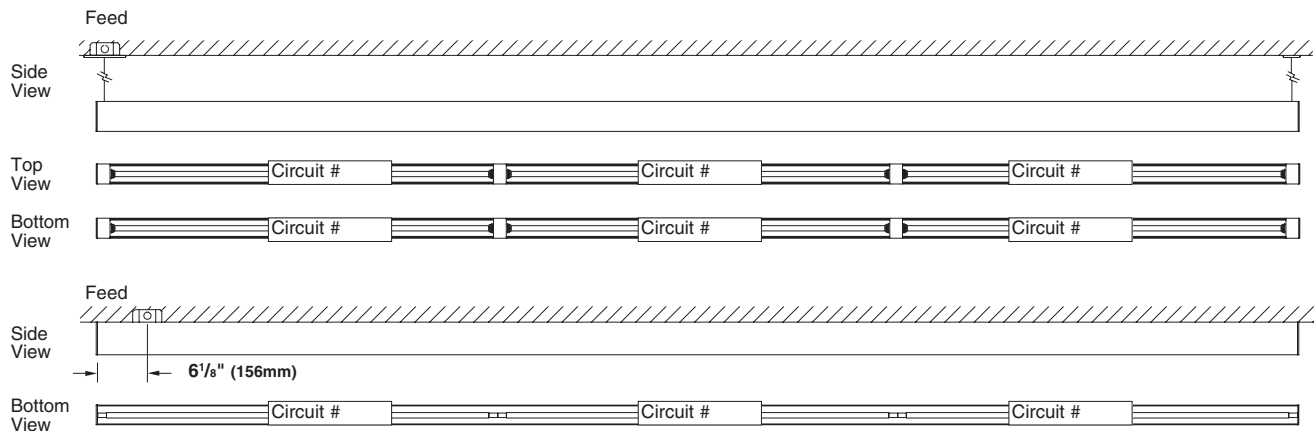 Feed
Side
View
Top
View
Circuit # Circuit # Circuit #
Bottom
View
Circuit # Circuit # Circuit #
Feed
Side
View
6 1/8" (156mm)
Bottom
View
Circuit # Circuit # Circuit #